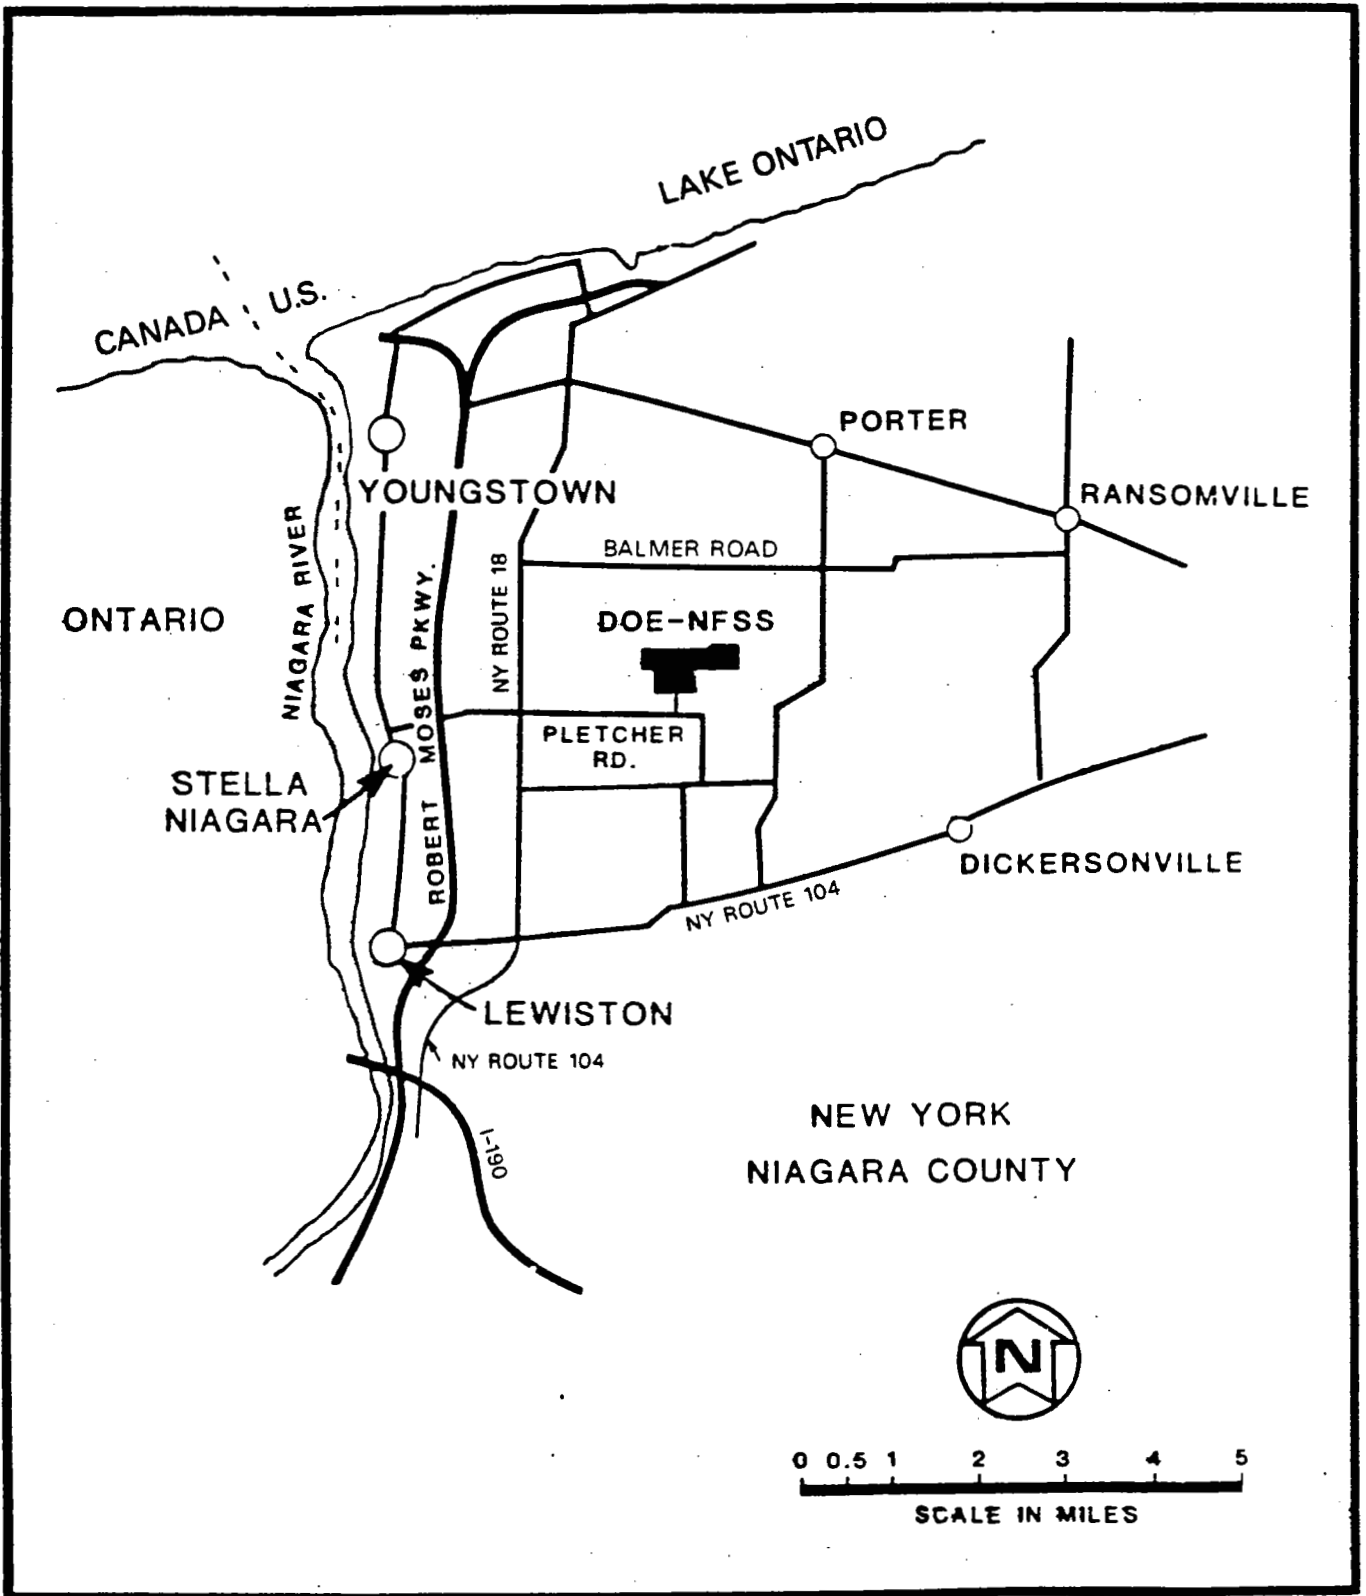 LAKE ONTARIO
CANADA
U.S.
PORTER
YOUNGSTOWN
RANSOMVILLE
BALMER ROAD
NIAGARA RIVER
NY ROUTE 18
ONTARIO
DOE-NFSS
ROBERT MOSES PKWY.
PLETCHER
RD.
STELLA
NIAGARA
DICKERSONVILLE
NY ROUTE 104
LEWISTON
NY ROUTE 104
I-190
NEW YORK
NIAGARA COUNTY
N
0 0.5 1 2 3 4 5
SCALE IN MILES